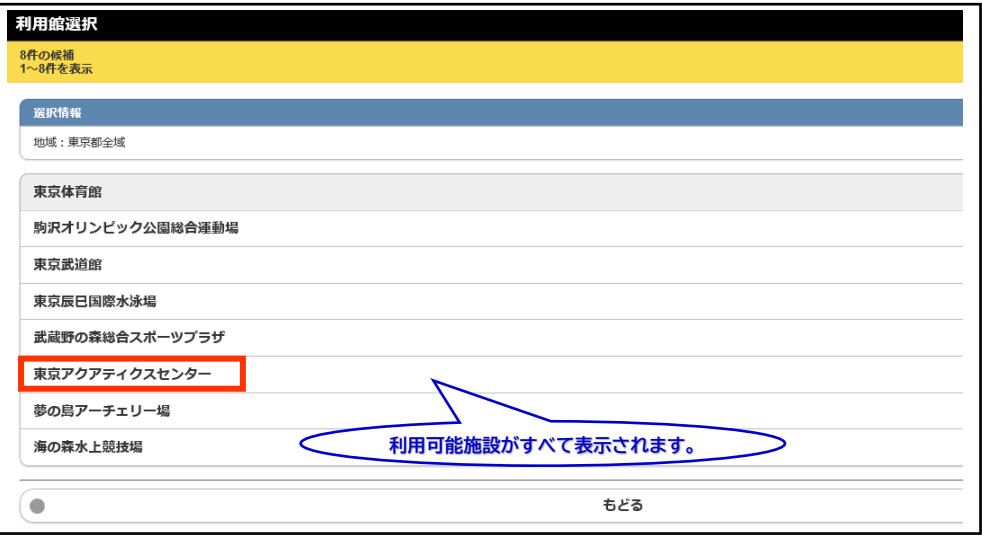 利用館選択
8件の候補
1～8件を表示
選択情報
地域：東京都全域
東京体育館
駒沢オリンピック公園総合運動場
東京武道館
東京辰巳国際水泳場
武蔵野の森総合スポーツプラザ
東京アクアティクスセンター
夢の島アーチェリー場
海の森水上競技場
利用可能施設がすべて表示されます。
もどる